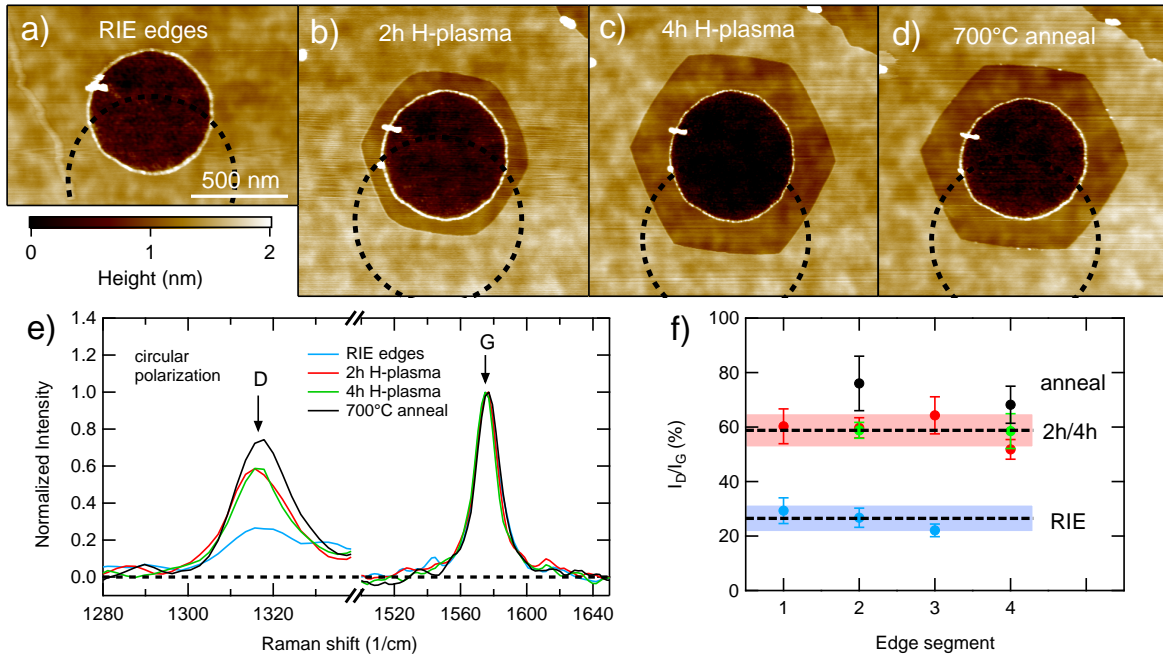 a)
RIE edges
500 nm
b)
2h H-plasma
c)
4h H-plasma
d)
700°C anneal
0
1
2
Height (nm)
e)
1.4
1.2
1.0
0.8
0.6
0.4
0.2
0.0
Normalized Intensity
circular
polarization
D
G
RIE edges
2h H-plasma
4h H-plasma
700°C anneal
1280
1300
1320
1520
1560
1600
1640
Raman shift (1/cm)
f)
100
80
60
40
20
0
I_D/I_G (%)
anneal
2h/4h
RIE
1
2
3
4
Edge segment